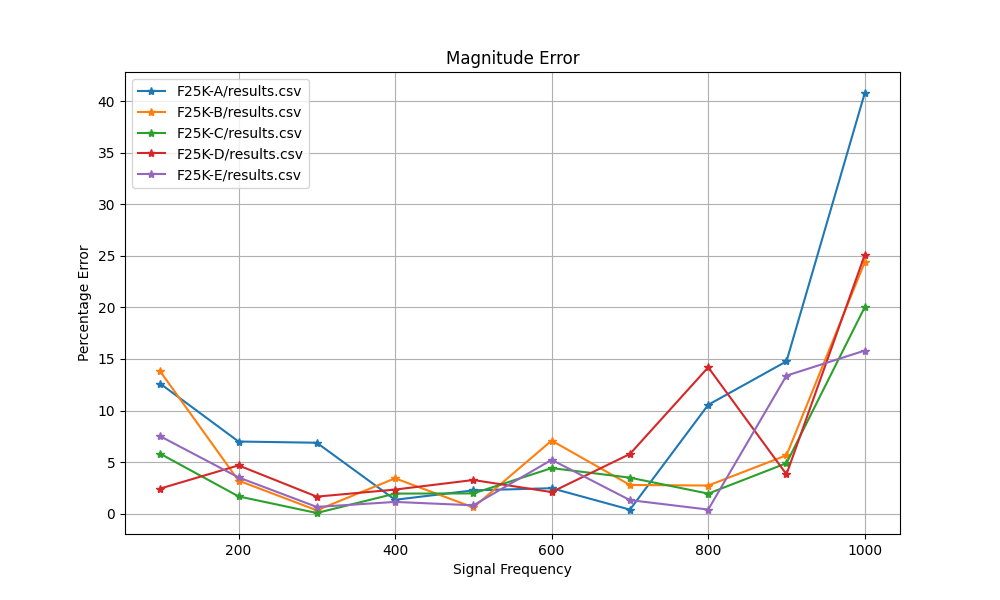 Magnitude Error
F25K-A/results.csv
F25K-B/results.csv
F25K-C/results.csv
F25K-D/results.csv
F25K-E/results.csv
Percentage Error
40
35
30
25
20
15
10
5
0
200 400 600 800 1000
Signal Frequency